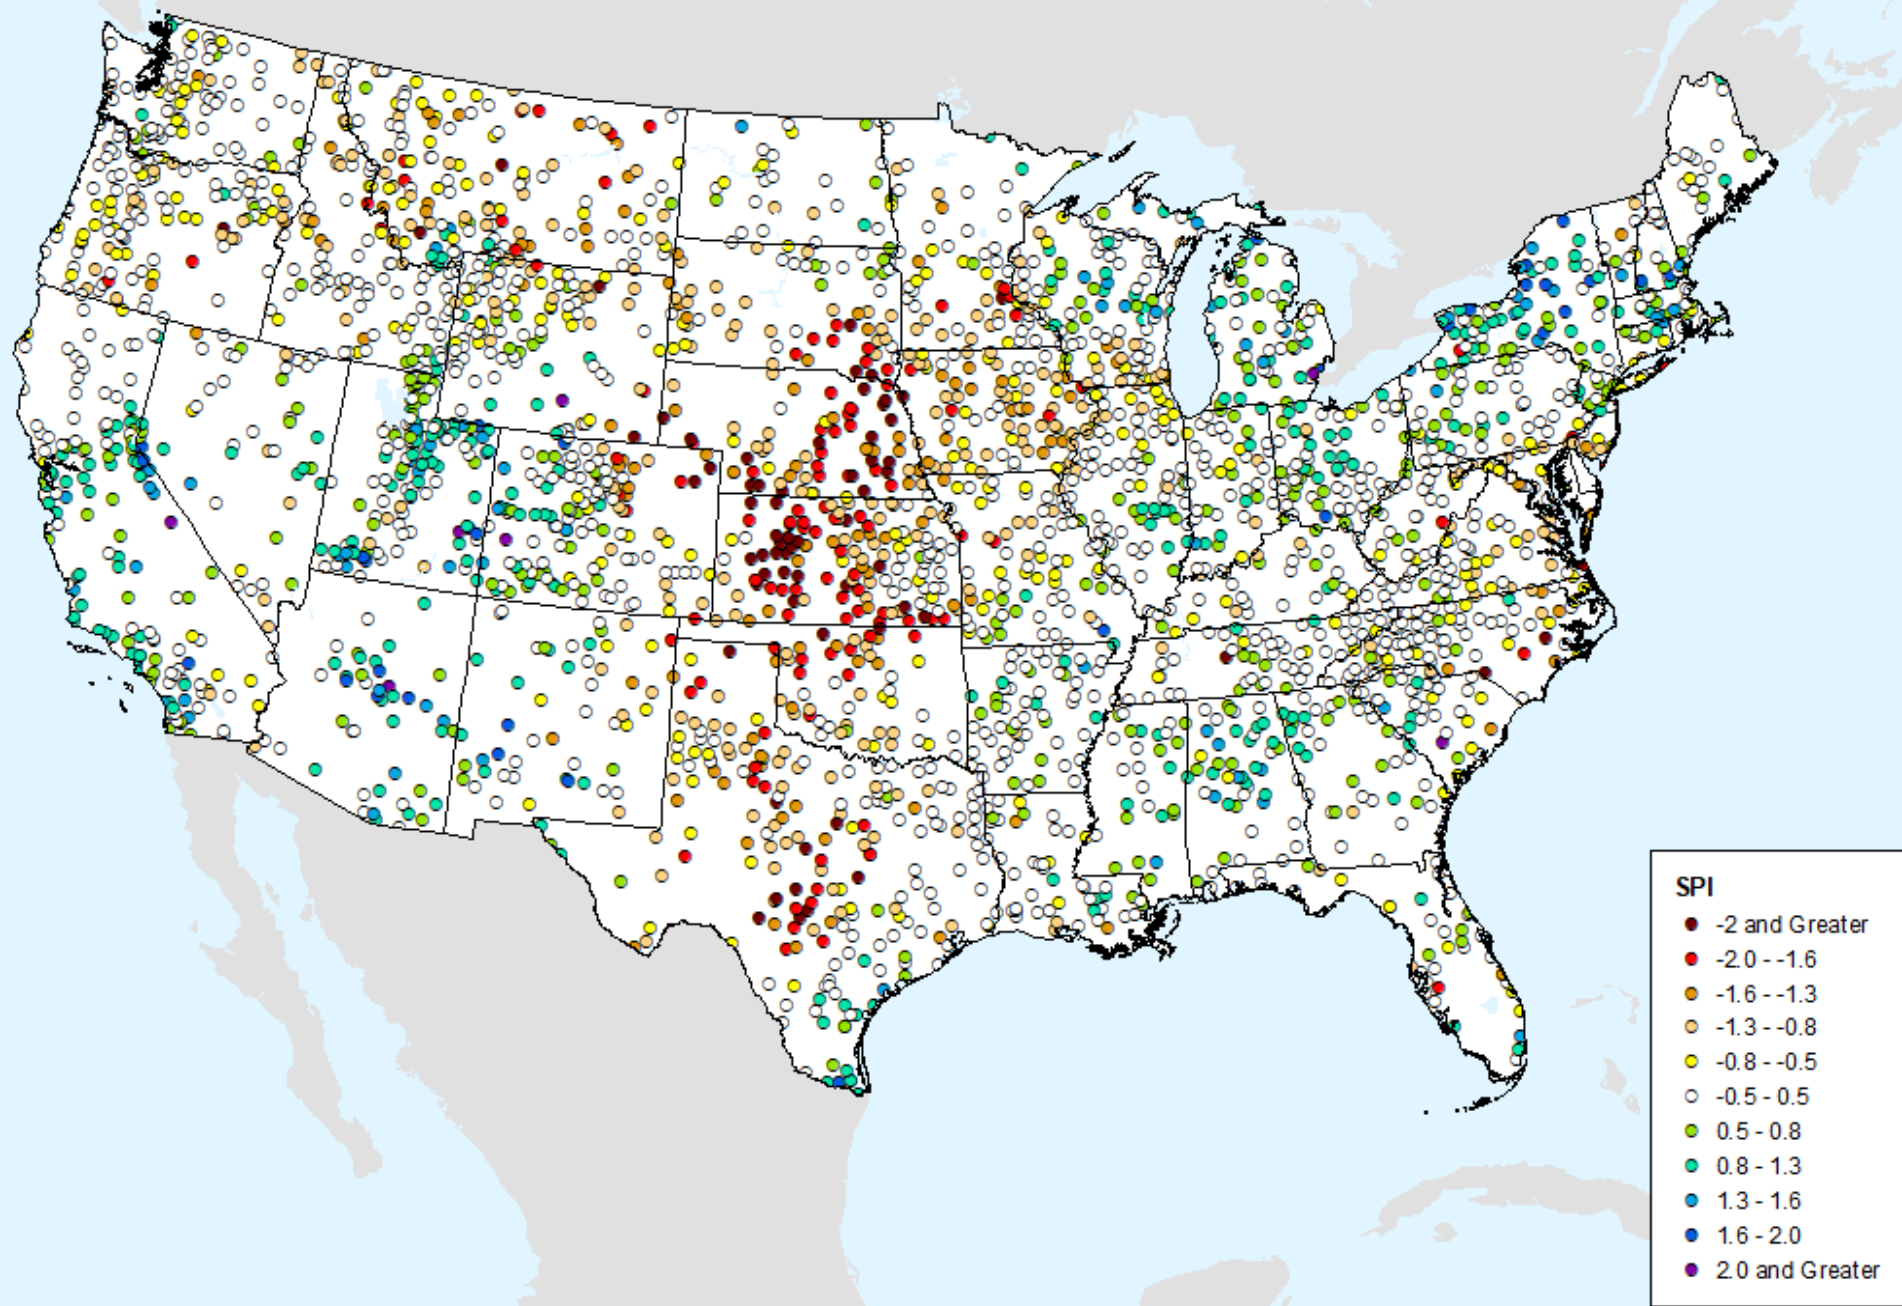 SPI
-2 and Greater
-2.0 - -1.6
-1.6 - -1.3
-1.3 - -0.8
-0.8 - -0.5
-0.5 - 0.5
0.5 - 0.8
0.8 - 1.3
1.3 - 1.6
1.6 - 2.0
2.0 and Greater